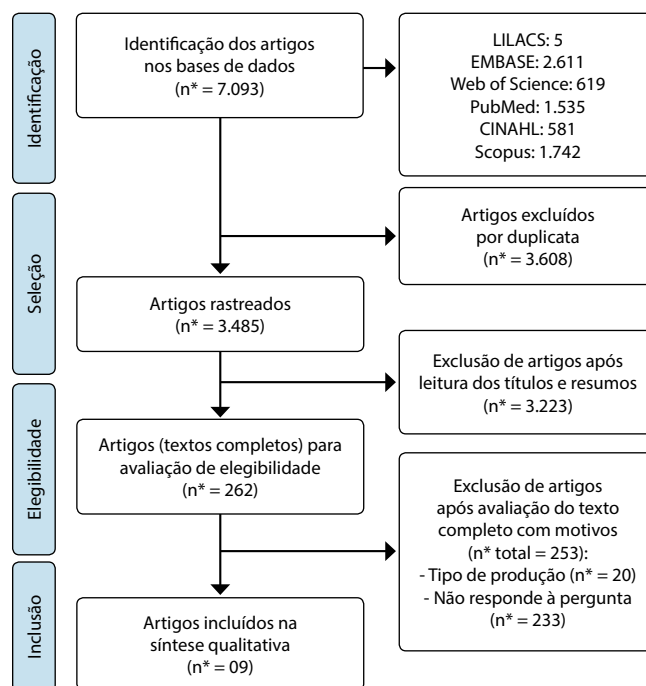 Identificação
Identificação dos artigos
nos bases de dados
(n* = 7.093)
LILACS: 5
EMBASE: 2.611
Web of Science: 619
PubMed: 1.535
CINAHL: 581
Scopus: 1.742
Seleção
Artigos excluídos
por duplicata
(n* = 3.608)
Artigos rastreados
(n* = 3.485)
Exclusão de artigos após
leitura dos títulos e resumos
(n* = 3.223)
Elegibilidade
Artigos (textos completos) para
avaliação de elegibilidade
(n* = 262)
Exclusão de artigos
após avaliação do texto
completo com motivos
(n* total = 253):
- Tipo de produção (n* = 20)
- Não responde à pergunta
(n* = 233)
Inclusão
Artigos incluídos na
síntese qualitativa
(n* = 09)